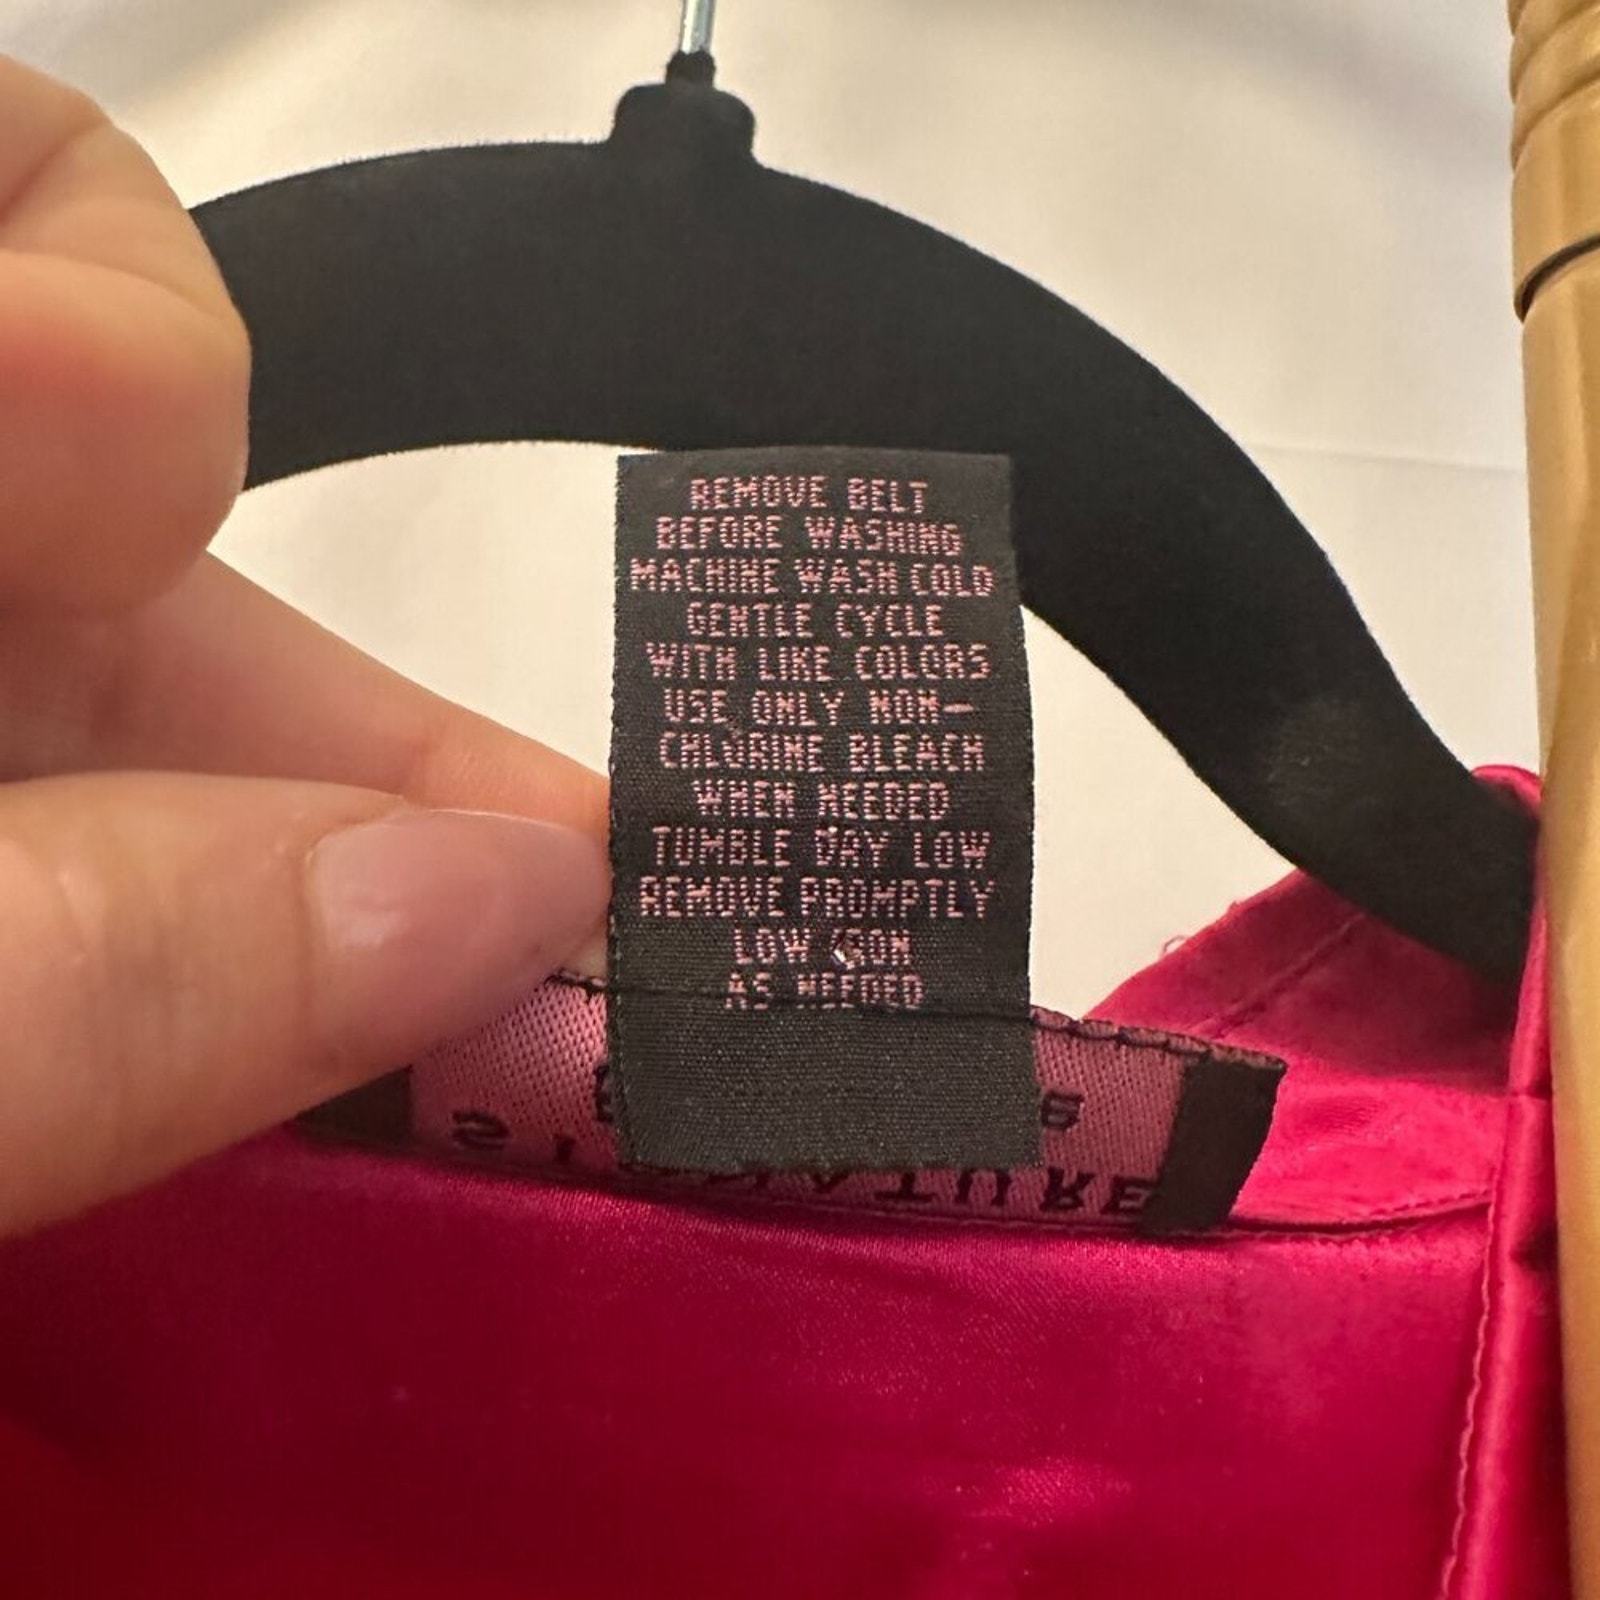 REMOVE BELT
BEFORE WASHING
MACHINE WASH COLD
GENTLE CYCLE
WITH LIKE COLORS
USE ONLY NON-
CHLORINE BLEACH
WHEN NEEDED
TUMBLE DRY LOW
REMOVE PROMPTLY
LOW IRON
AS NEEDED